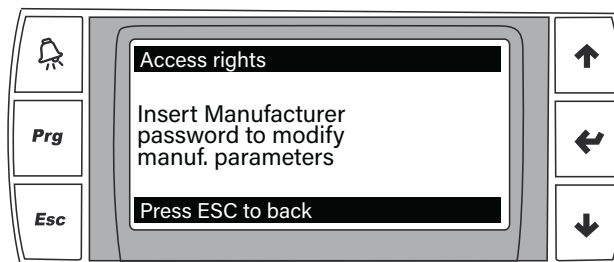 Access rights
Insert Manufacturer
password to modify
manuf. parameters
Press ESC to back
Prg
Esc